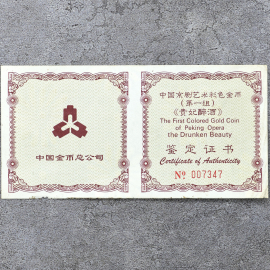 中国金币总公司
中国京剧艺术彩色金币
(第一组)
《贵妃醉酒》
The First Colored Gold Coin
of Peking Opera
the Drunken Beauty
鉴定证书
Certificate of Authenticity
№ 007347